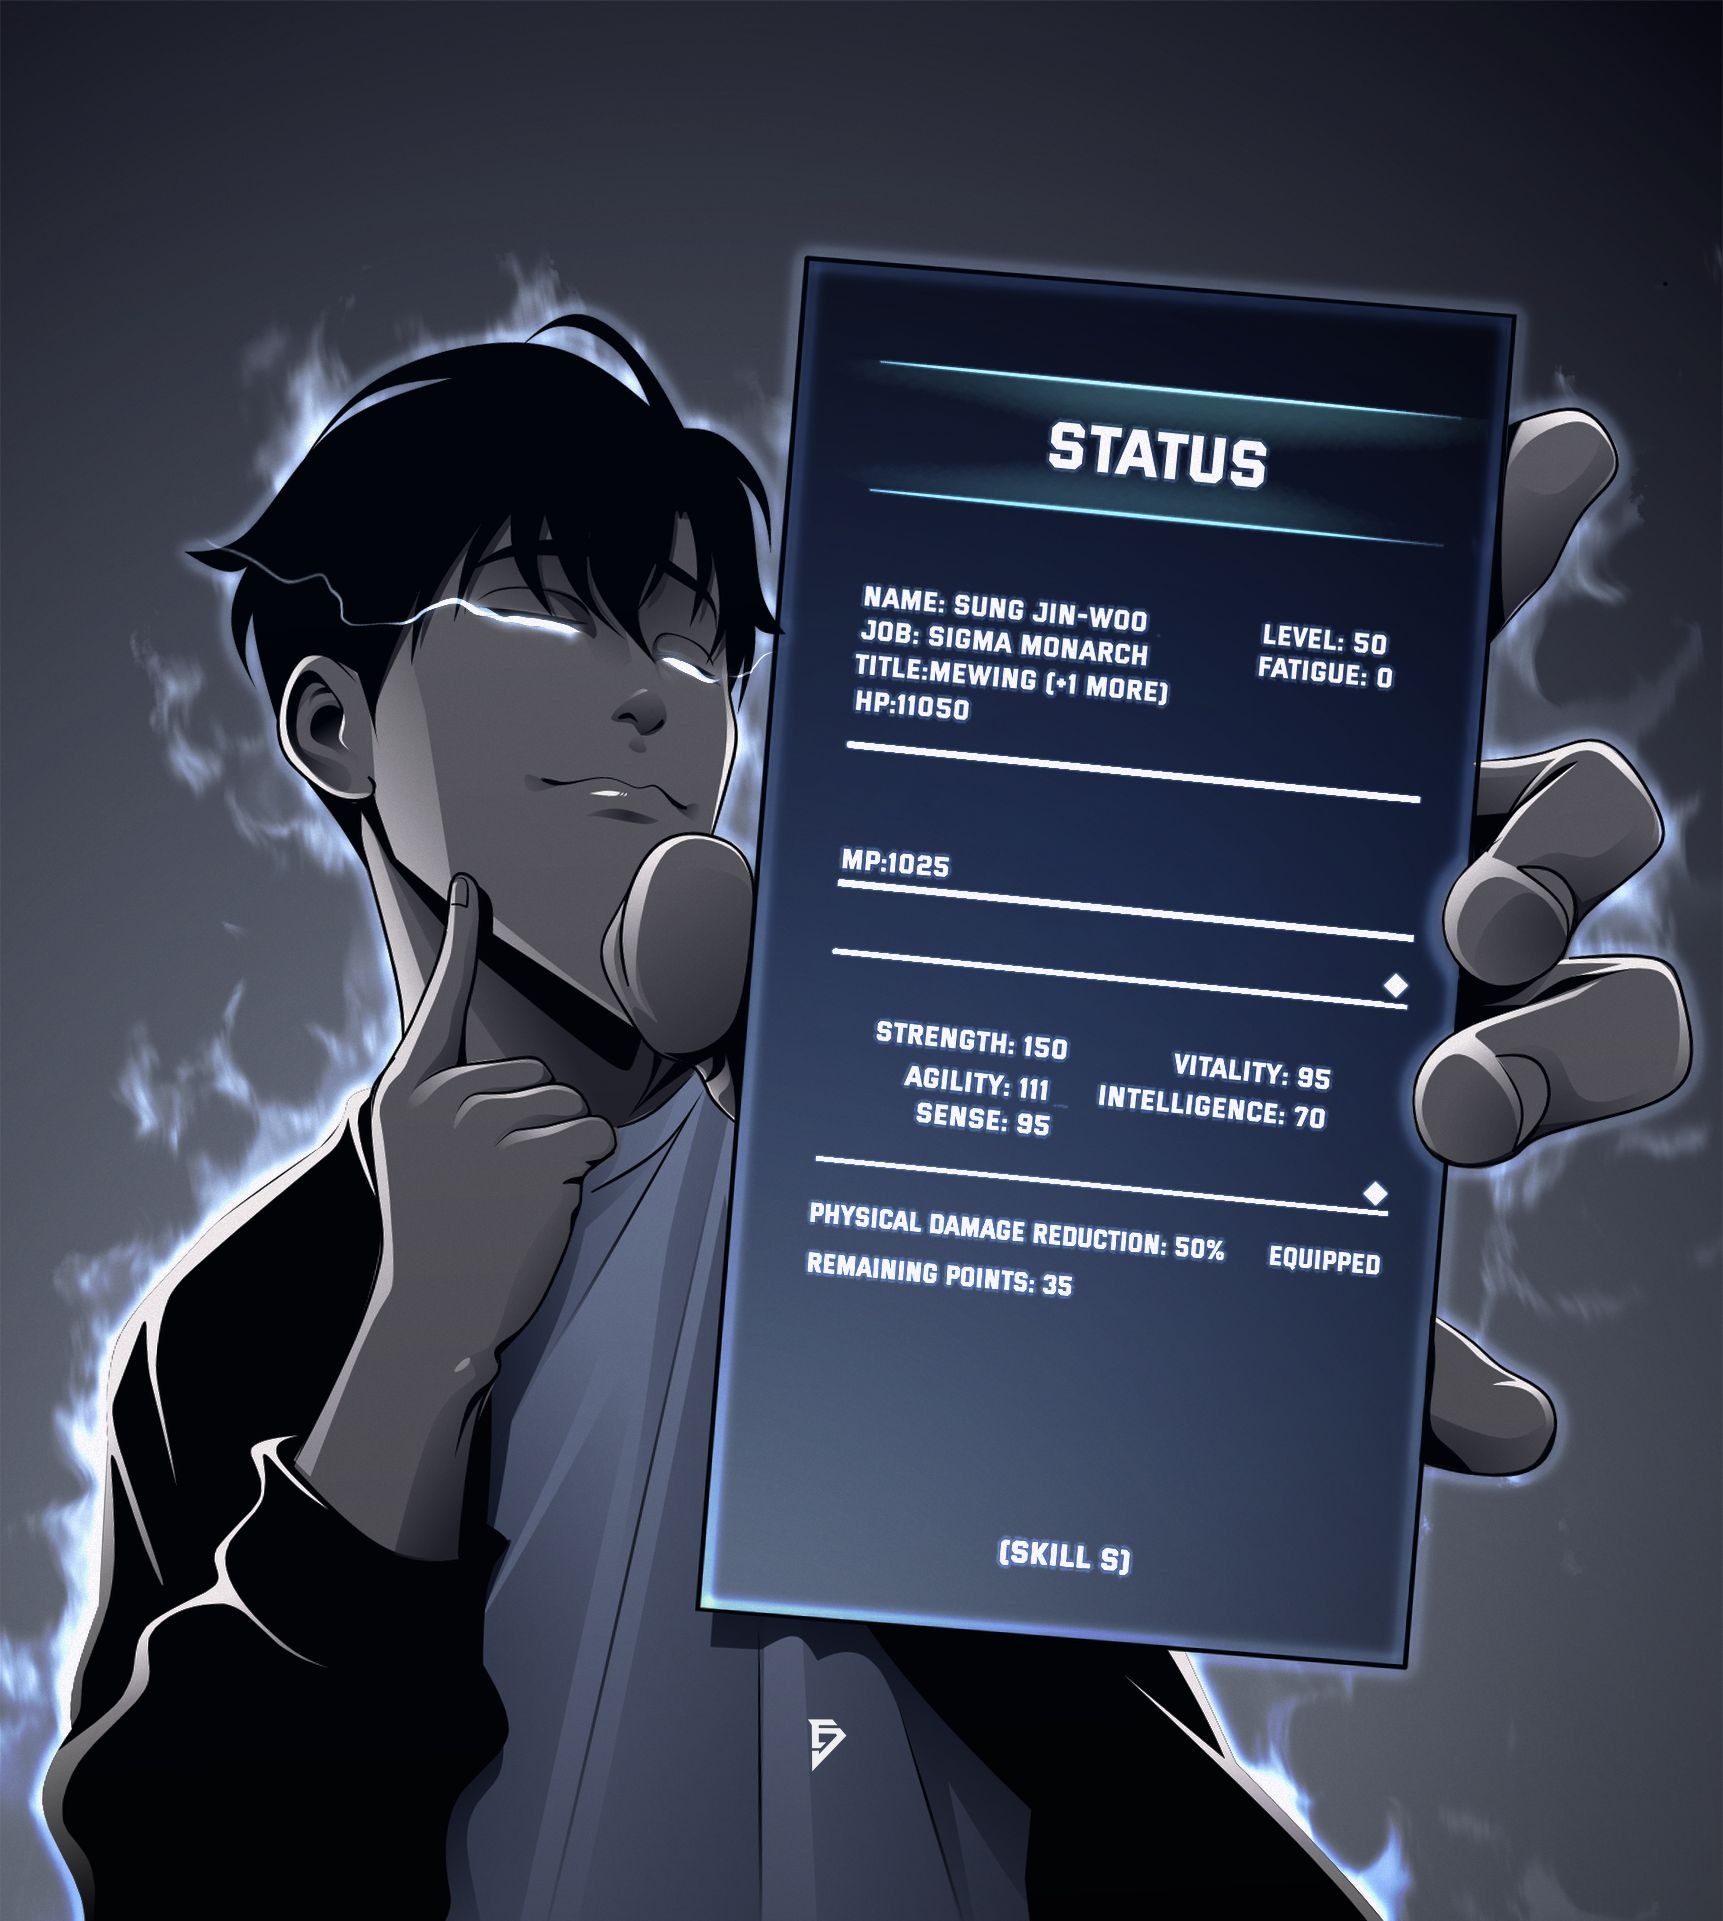 STATUS
NAME: SUNG JIN-WOO
JOB: SIGMA MONARCH
TITLE:MEWING (+1 MORE)
HP:11050
LEVEL: 50
FATIGUE: 0
MP:1025
STRENGTH: 150
AGILITY: 111
SENSE: 95
VITALITY: 95
INTELLIGENCE: 70
PHYSICAL DAMAGE REDUCTION: 50% EQUIPPED
REMAINING POINTS: 35
(SKILL S)